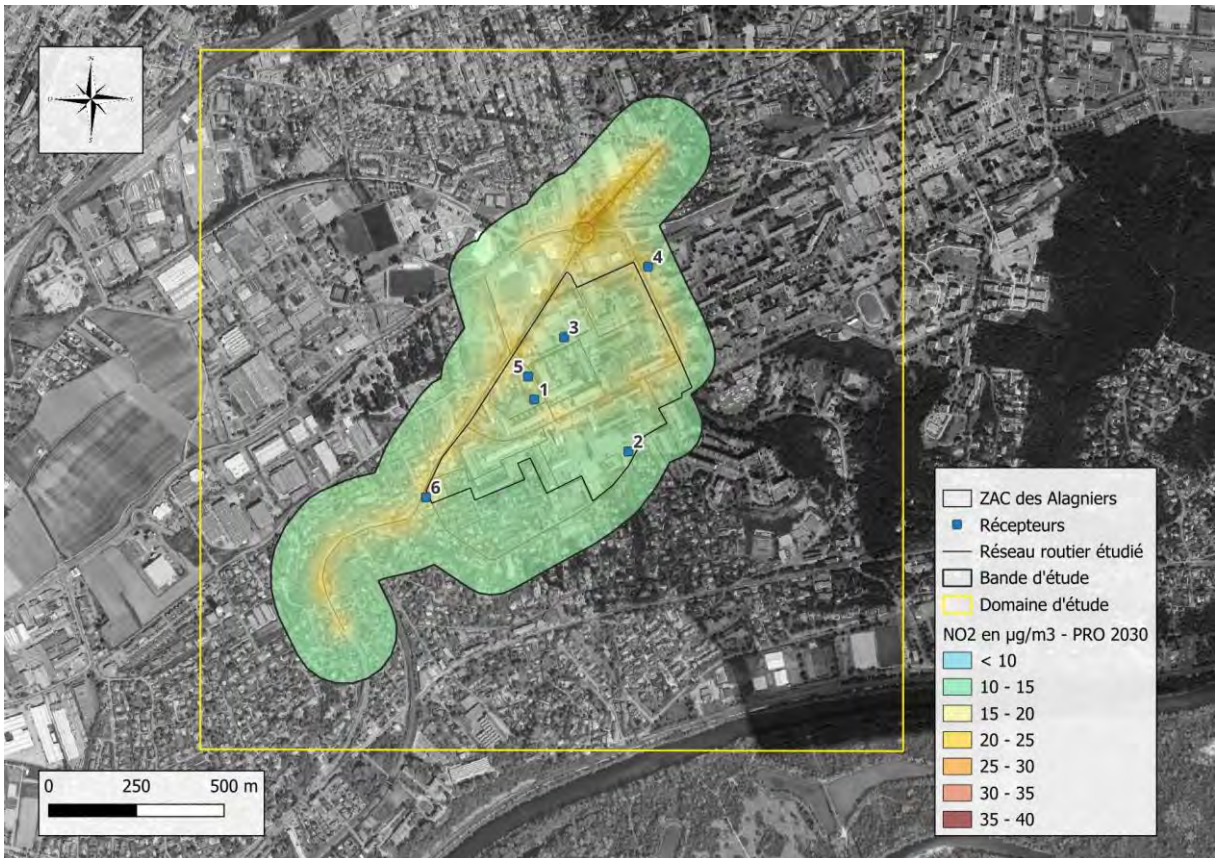 N
O
E
S
4
3
5
1
2
6
ZAC des Alagniers
Récepteurs
Réseau routier étudié
Bande d'étude
Domaine d'étude
NO2 en µg/m3 - PRO 2030
< 10
10 - 15
15 - 20
20 - 25
25 - 30
30 - 35
35 - 40
0 250 500 m